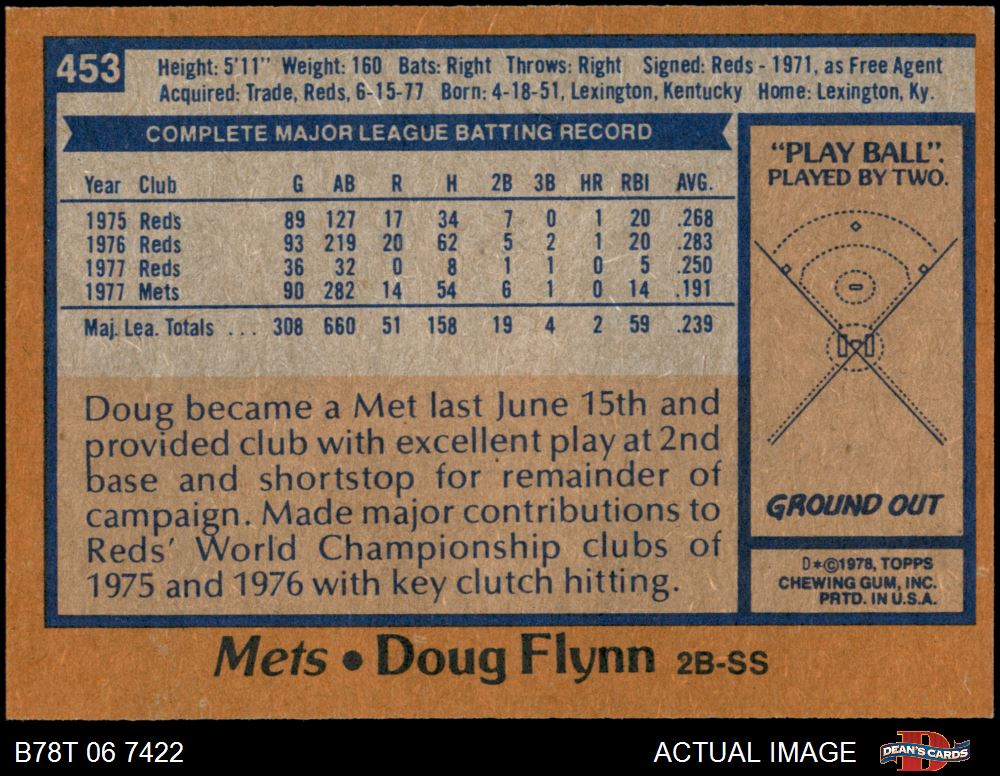 453
Height: 5'11" Weight: 160 Bats: Right Throws: Right Signed: Reds - 1971, as Free Agent
Acquired: Trade, Reds, 6-15-77 Born: 4-18-51, Lexington, Kentucky Home: Lexington, Ky.
COMPLETE MAJOR LEAGUE BATTING RECORD
Year Club G AB R H 2B 3B HR RBI AVG.
1975 Reds 89 127 17 34 7 0 1 20 .268
1976 Reds 93 219 20 62 5 2 1 20 .283
1977 Reds 36 32 0 8 1 1 0 5 .250
1977 Mets 90 282 14 54 6 1 0 14 .191
Maj. Lea. Totals ... 308 660 51 158 19 4 2 59 .239
Doug became a Met last June 15th and
provided club with excellent play at 2nd
base and shortstop for remainder of
campaign. Made major contributions to
Reds' World Championship clubs of
1975 and 1976 with key clutch hitting.
"PLAY BALL".
PLAYED BY TWO.
GROUND OUT
D*©1978, TOPPS
CHEWING GUM, INC.
PRTD. IN U.S.A.
Mets • Doug Flynn 2B-SS
B78T 06 7422
ACTUAL IMAGE
DEAN'S CARDS